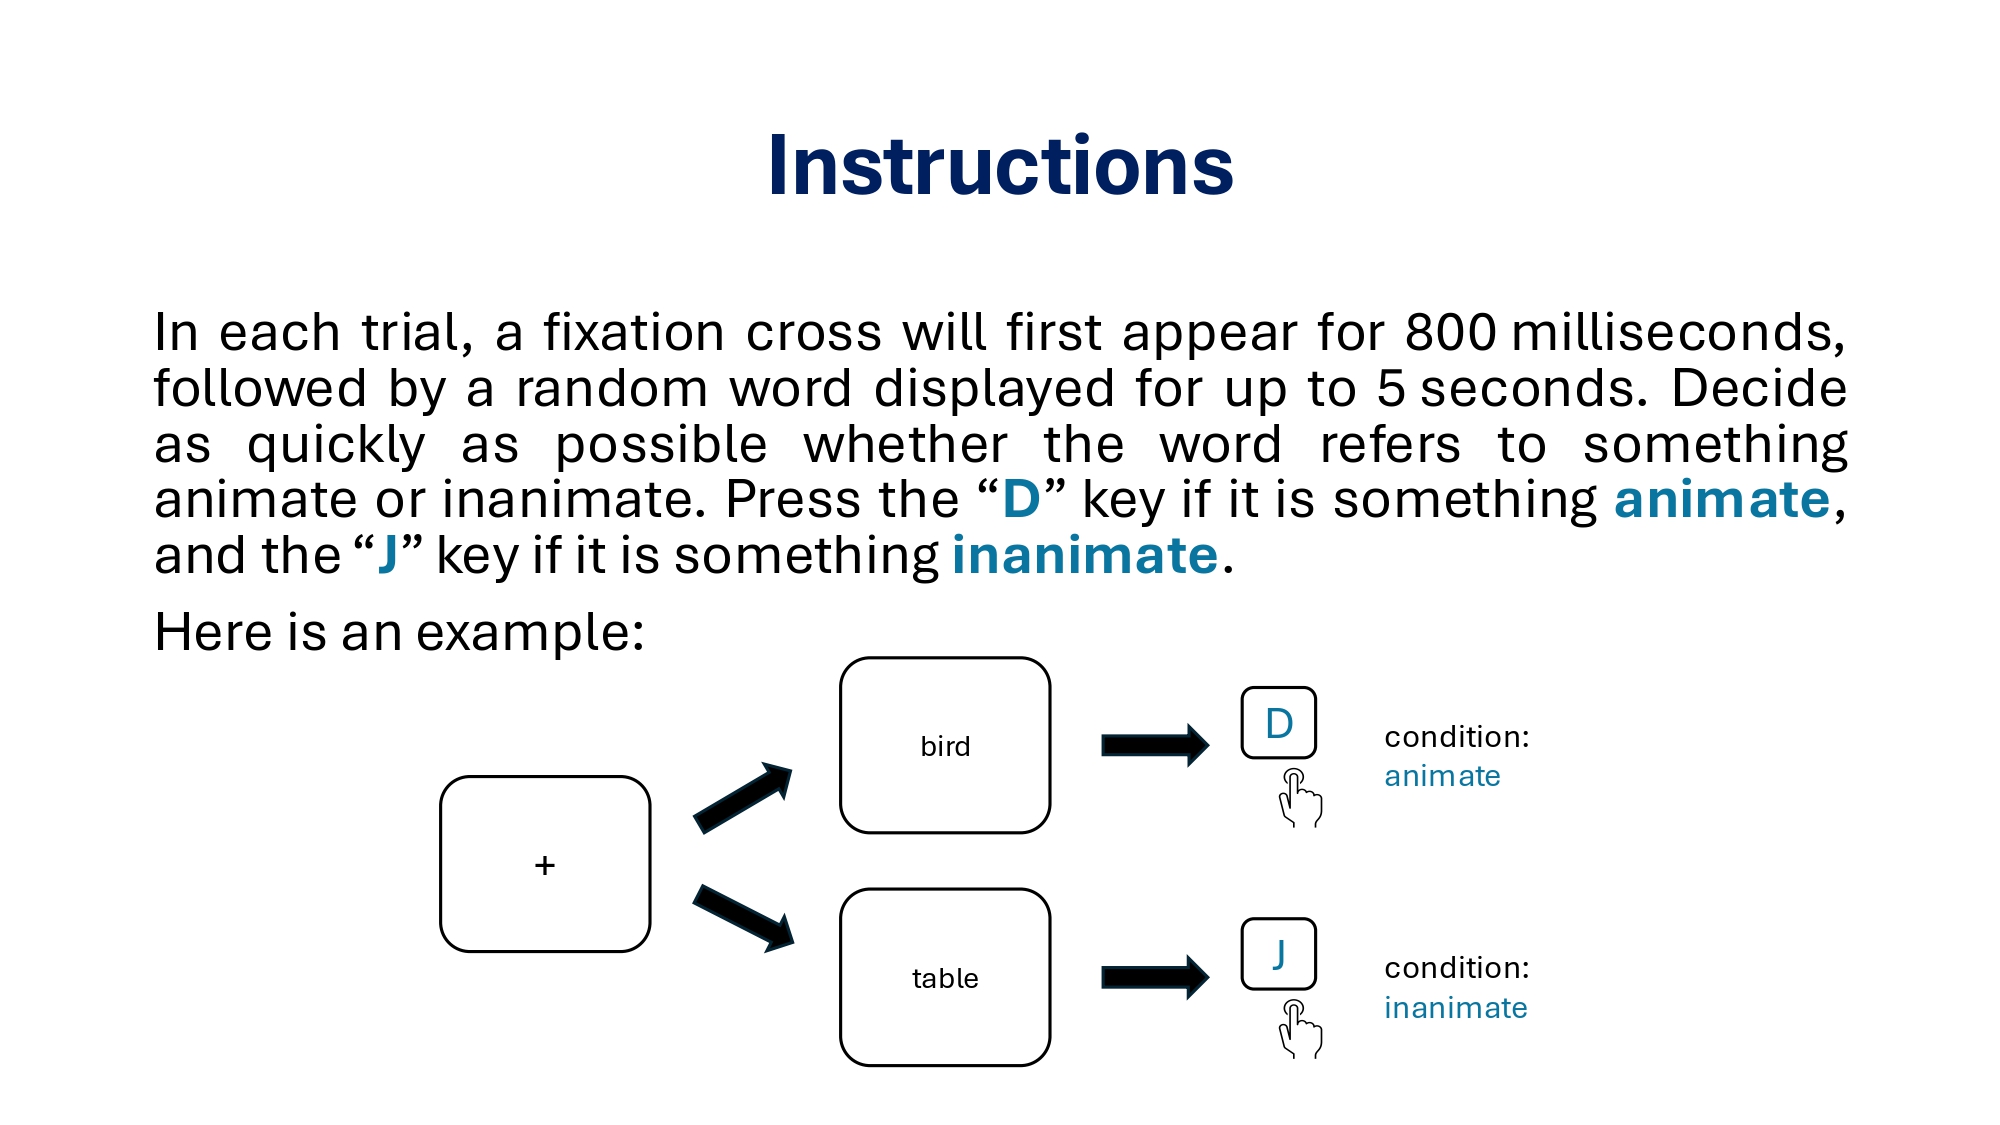 Instructions
In each trial, a fixation cross will first appear for 800 milliseconds,
followed by a random word displayed for up to 5 seconds. Decide
as quickly as possible whether the word refers to something
animate or inanimate. Press the “D” key if it is something animate,
and the “J” key if it is something inanimate.
Here is an example:
+
bird
D
condition:
animate
table
J
condition:
inanimate